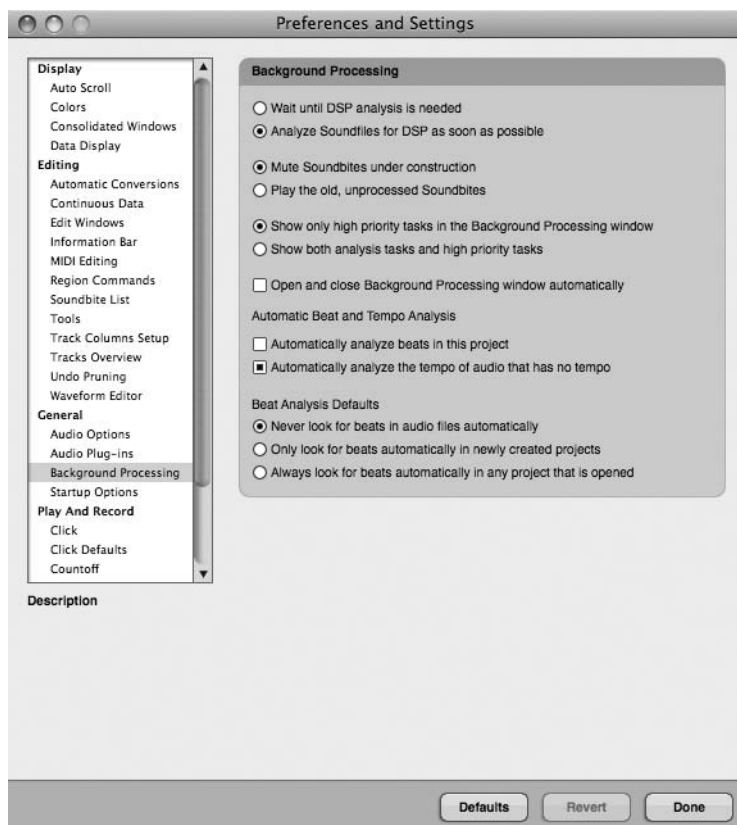 Preferences and Settings
Display
Auto Scroll
Colors
Consolidated Windows
Data Display
Editing
Automatic Conversions
Continuous Data
Edit Windows
Information Bar
MIDI Editing
Region Commands
Soundbite List
Tools
Track Columns Setup
Tracks Overview
Undo Pruning
Waveform Editor
General
Audio Options
Audio Plug-ins
Background Processing
Startup Options
Play And Record
Click
Click Defaults
Countoff
Description
Background Processing
Wait until DSP analysis is needed
Analyze Soundfiles for DSP as soon as possible
Mute Soundbites under construction
Play the old, unprocessed Soundbites
Show only high priority tasks in the Background Processing window
Show both analysis tasks and high priority tasks
Open and close Background Processing window automatically
Automatic Beat and Tempo Analysis
Automatically analyze beats in this project
Automatically analyze the tempo of audio that has no tempo
Beat Analysis Defaults
Never look for beats in audio files automatically
Only look for beats automatically in newly created projects
Always look for beats automatically in any project that is opened
Defaults
Revert
Done